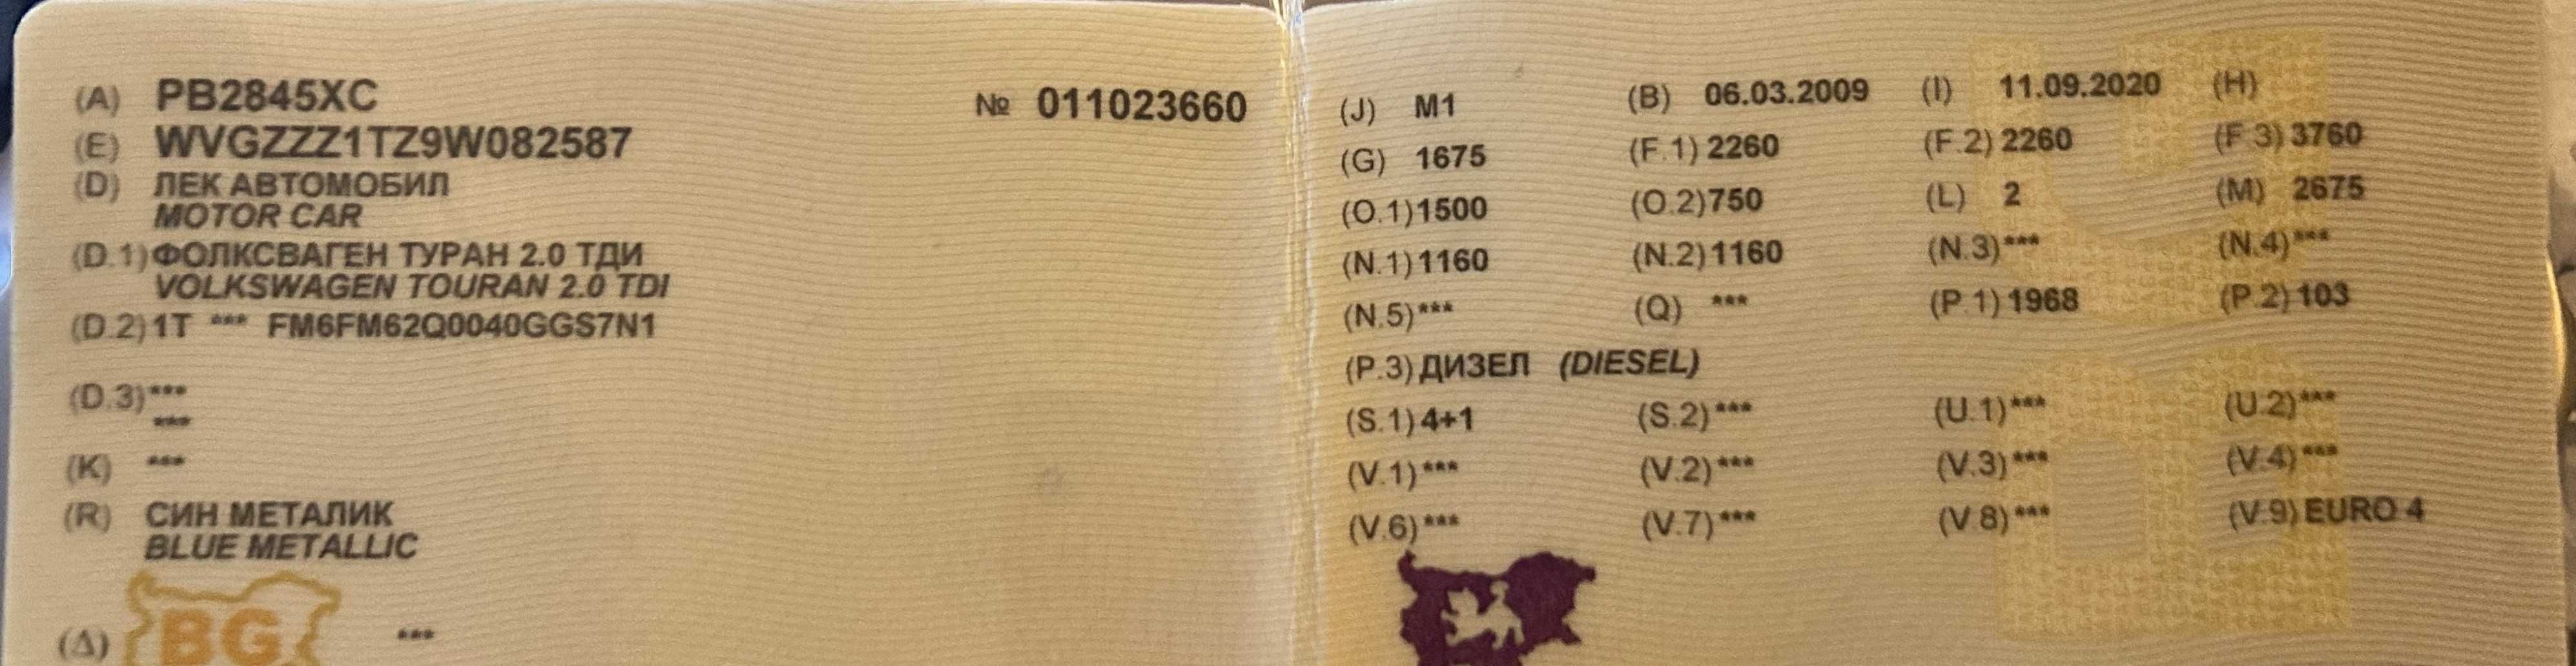 (A) PB2845XC
№ 011023660
(E) WVGZZZ1TZ9W082587
(D) ЛЕК АВТОМОБИЛ
MOTOR CAR
(D.1) ФОЛКСВАГЕН ТУРАН 2.0 ТДИ
VOLKSWAGEN TOURAN 2.0 TDI
(D.2) 1T *** FM6FM62Q0040GGS7N1
(D.3) ***
***
(K) ***
(R) СИН МЕТАЛИК
BLUE METALLIC
(Δ) BG ***
(J) M1 (B) 06.03.2009 (I) 11.09.2020 (H)
(G) 1675 (F.1) 2260 (F.2) 2260 (F.3) 3760
(O.1) 1500 (O.2) 750 (L) 2 (M) 2675
(N.1) 1160 (N.2) 1160 (N.3) *** (N.4) ***
(N.5) *** (Q) *** (P.1) 1968 (P.2) 103
(P.3) ДИЗЕЛ (DIESEL)
(S.1) 4+1 (S.2) *** (U.1) *** (U.2) ***
(V.1) *** (V.2) *** (V.3) *** (V.4) ***
(V.6) *** (V.7) *** (V.8) *** (V.9) EURO 4